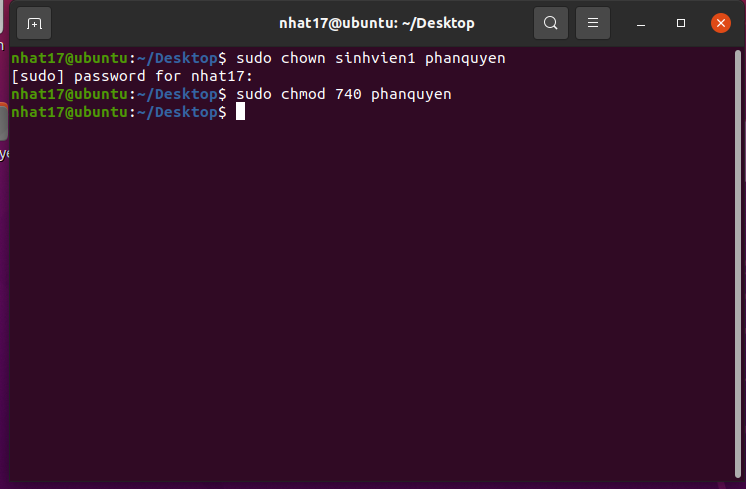 nhat17@ubuntu: ~/Desktop
nhat17@ubuntu:~/Desktop$ sudo chown sinhvien1 phanquyen
[sudo] password for nhat17:
nhat17@ubuntu:~/Desktop$ sudo chmod 740 phanquyen
nhat17@ubuntu:~/Desktop$